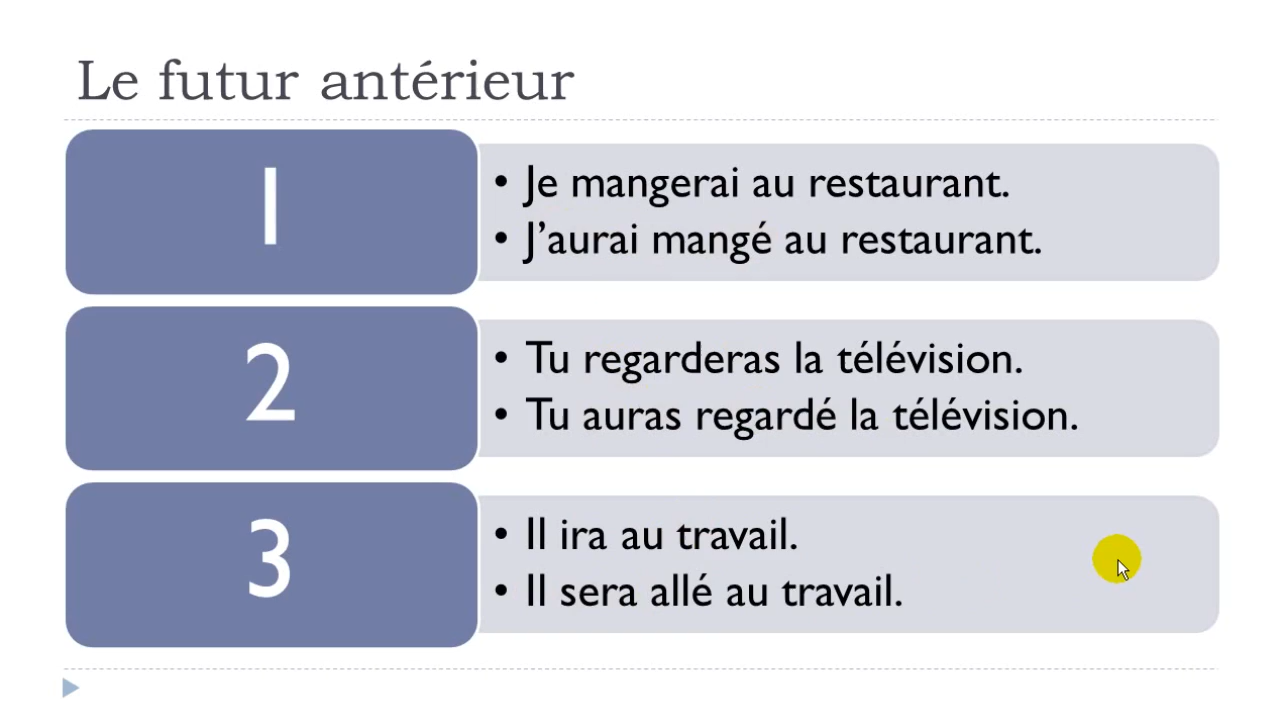 Le futur antérieur
1
• Je mangerai au restaurant.
• J’aurai mangé au restaurant.
2
• Tu regarderas la télévision.
• Tu auras regardé la télévision.
3
• Il ira au travail.
• Il sera allé au travail.